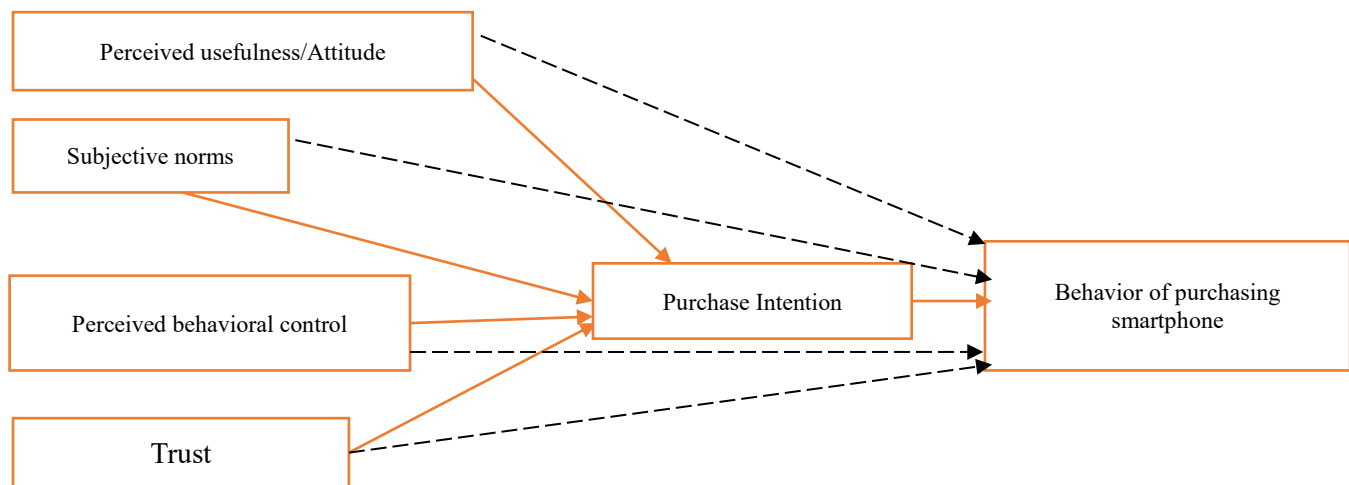 Perceived usefulness/Attitude
Subjective norms
Perceived behavioral control
Trust
Purchase Intention
Behavior of purchasing
smartphone